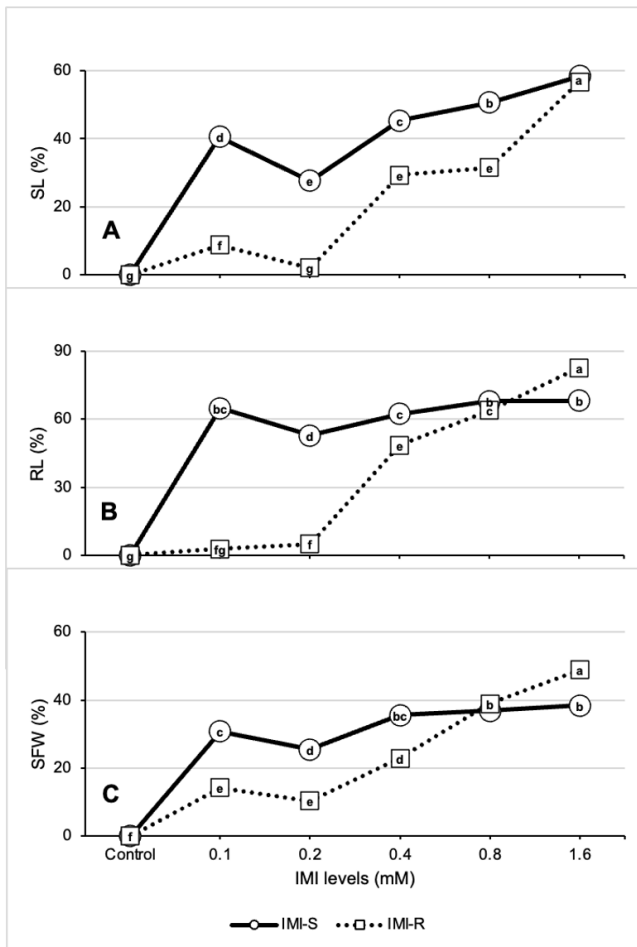 60
40
20
0
SL (%)
A
g
d
f
e
g
c
e
b
e
a
90
60
30
0
RL (%)
B
g
bc
fg
d
f
c
e
b
c
a
b
60
40
20
0
SFW (%)
C
f
c
e
d
e
bc
d
b
a
b
Control 0.1 0.2 0.4 0.8 1.6
IMI levels (mM)
IMI-S IMI-R